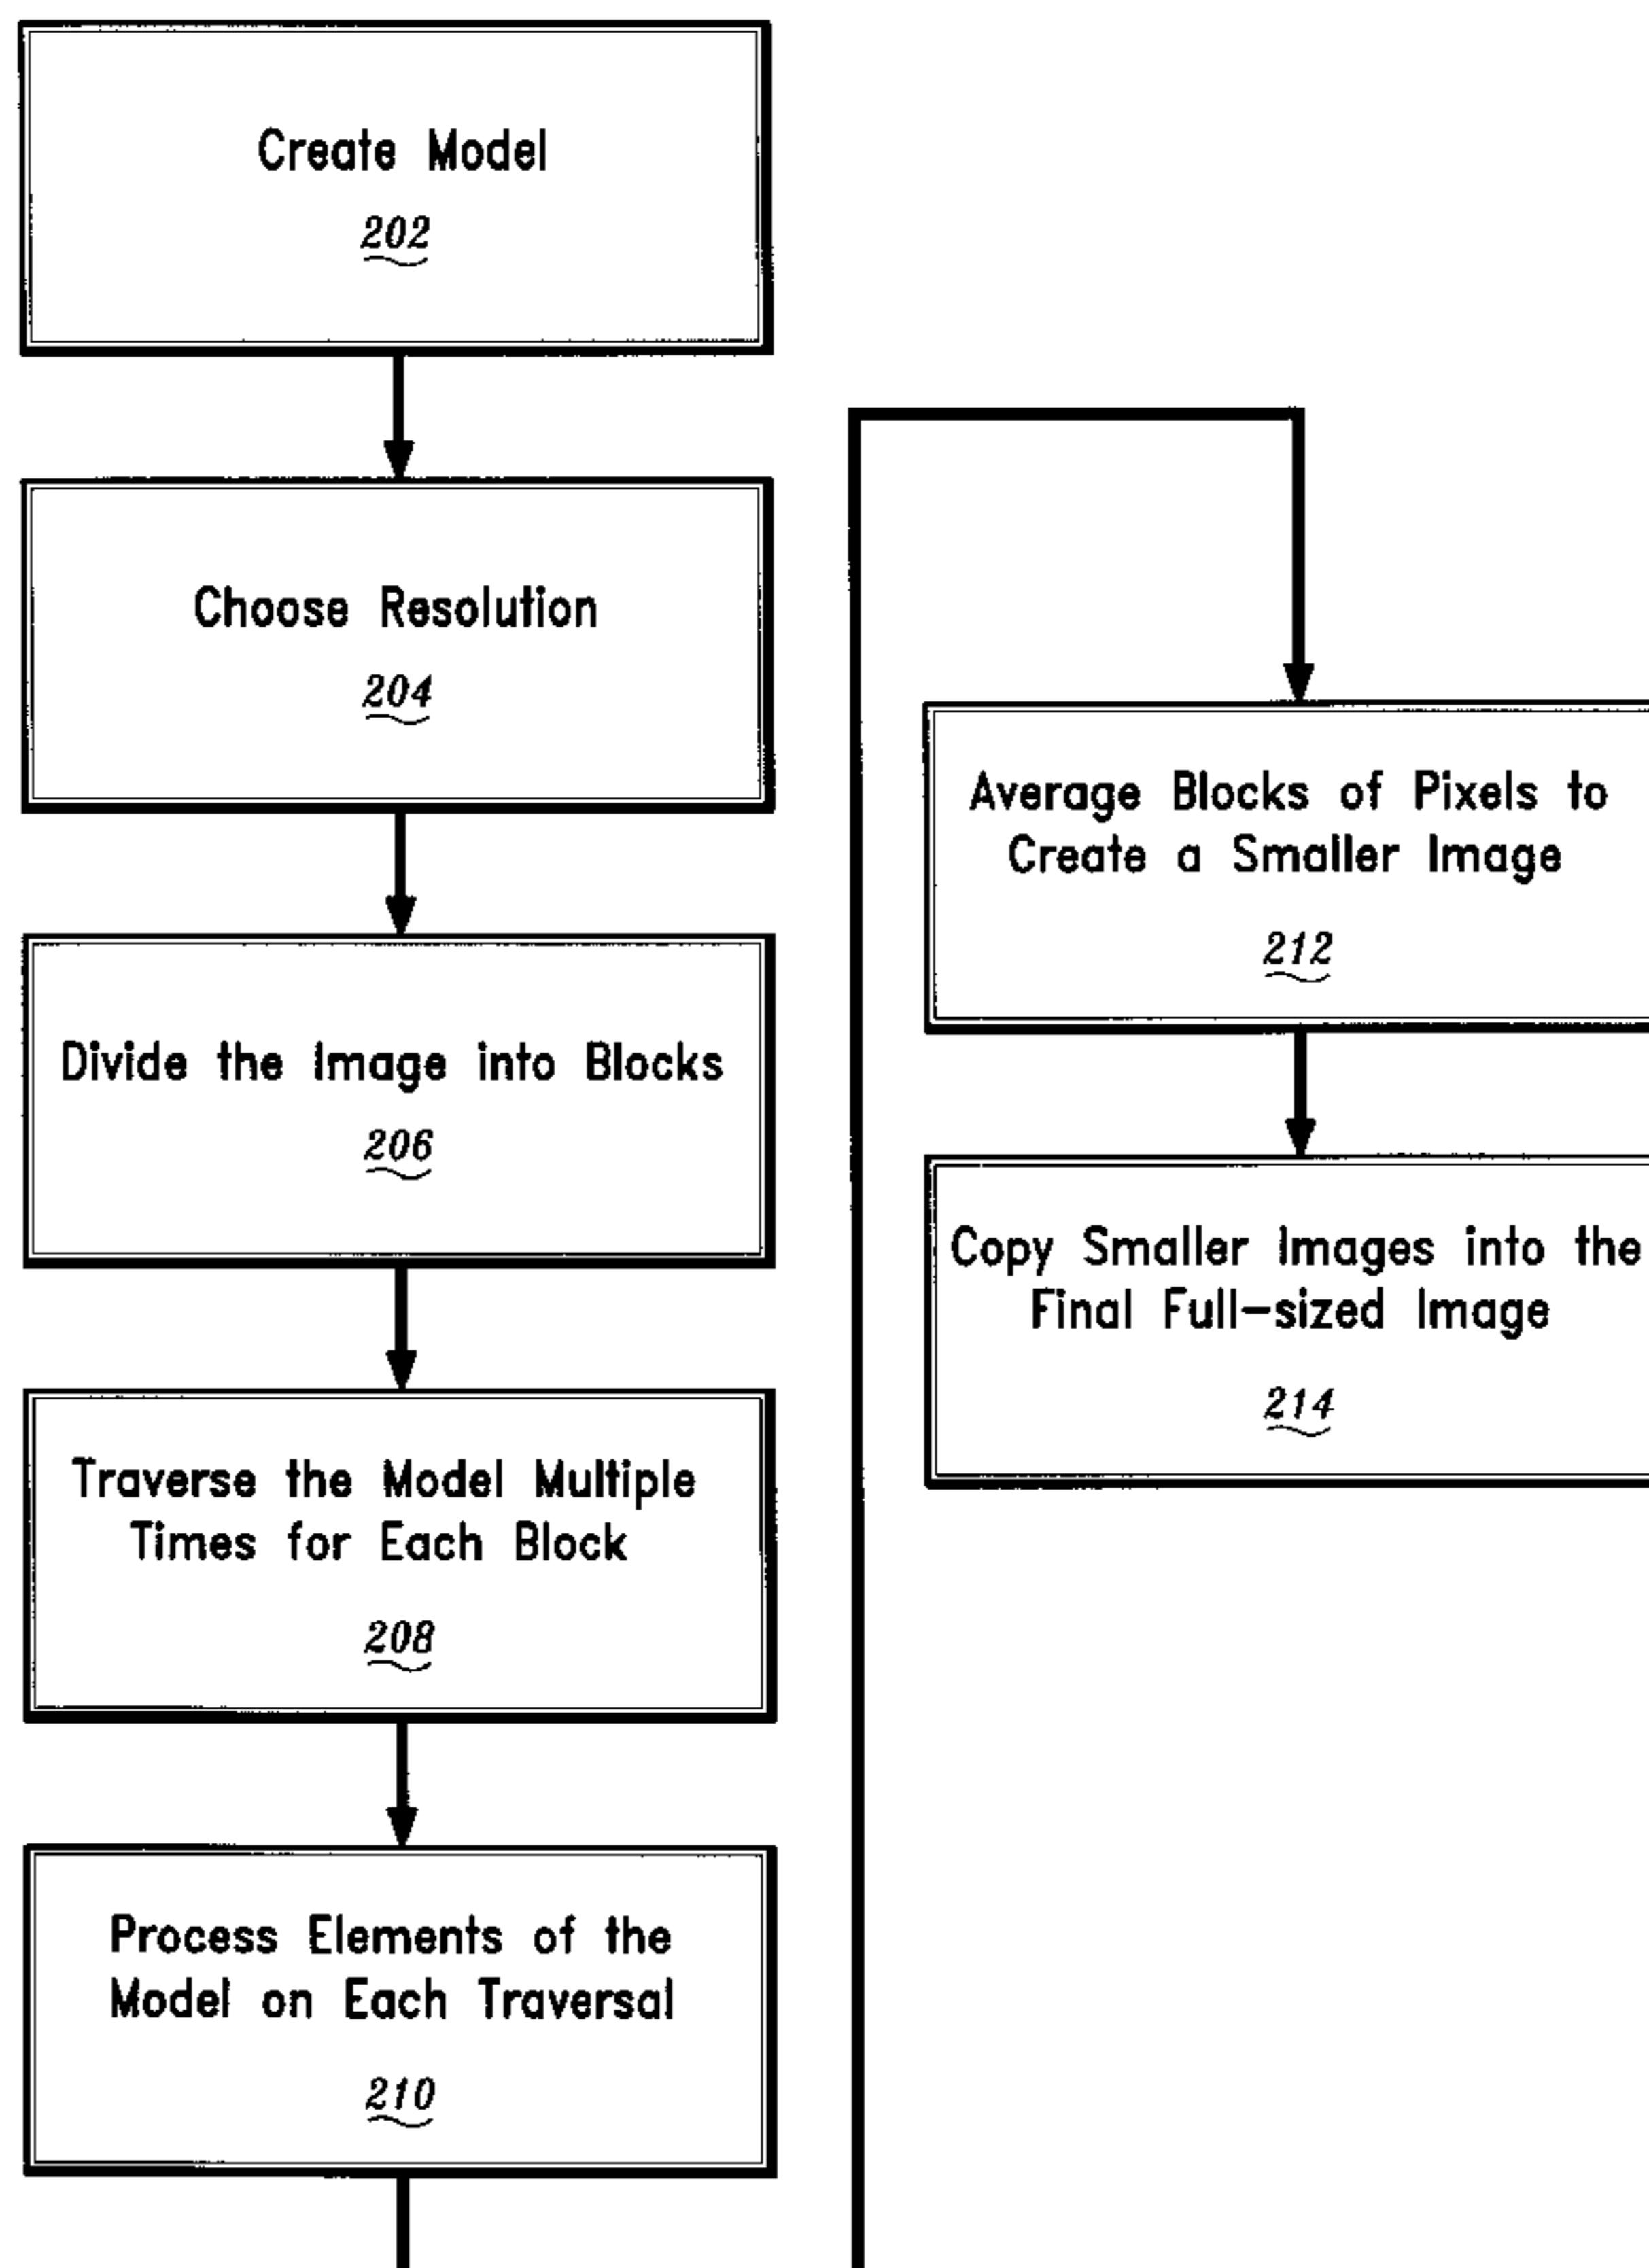 Create Model
202
Choose Resolution
204
Divide the Image into Blocks
206
Traverse the Model Multiple
Times for Each Block
208
Process Elements of the
Model on Each Traversal
210
Average Blocks of Pixels to
Create a Smaller Image
212
Copy Smaller Images into the
Final Full-sized Image
214